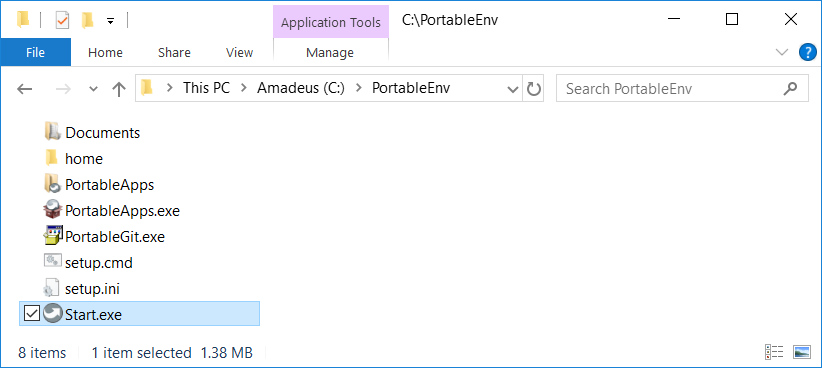 Application Tools C:\PortableEnv
File Home Share View Manage ?
This PC Amadeus (C:) PortableEnv Search PortableEnv
Documents
home
PortableApps
PortableApps.exe
PortableGit.exe
setup.cmd
setup.ini
Start.exe
8 items 1 item selected 1.38 MB